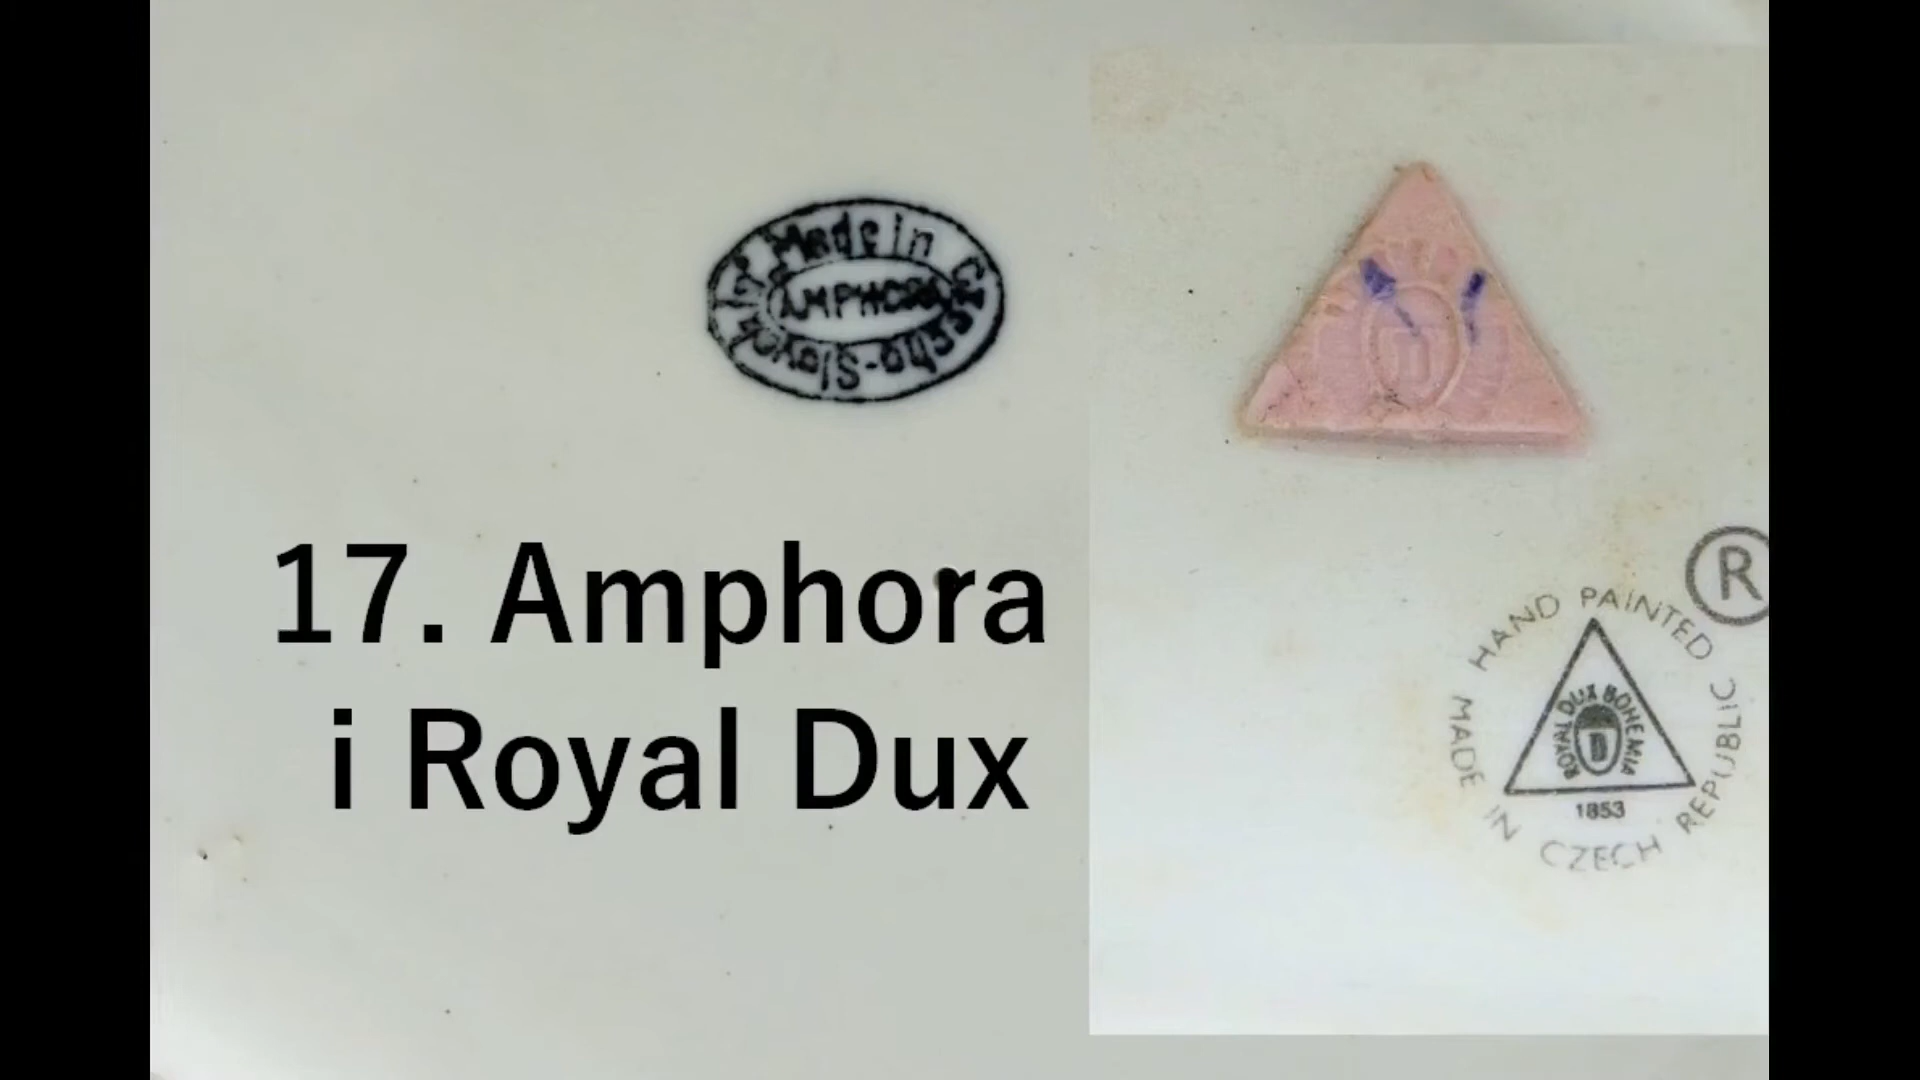 Made in Czecho-Slovakia
AMPHORA
17. Amphora
i Royal Dux
®
HAND PAINTED
MADE IN CZECH REPUBLIC
ROYAL DUX BOHEMIA
D
1853